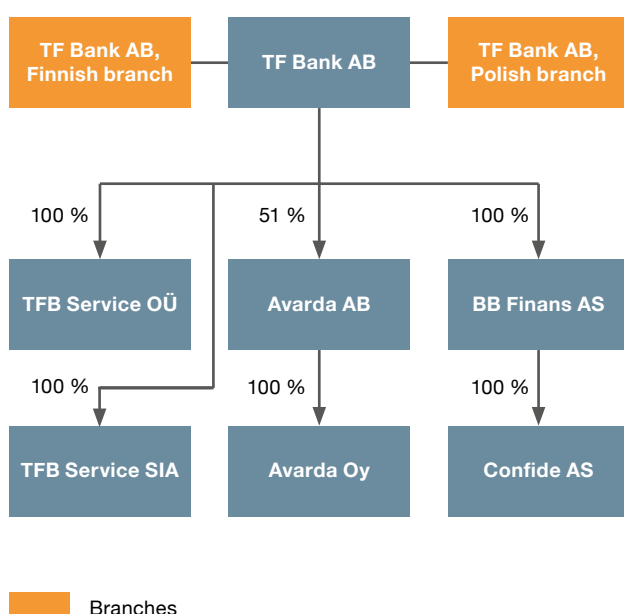 TF Bank AB,
Finnish branch
TF Bank AB
TF Bank AB,
Polish branch
100 %
51 %
100 %
TFB Service OÜ
Avarda AB
BB Finans AS
100 %
100 %
100 %
TFB Service SIA
Avarda Oy
Confide AS
Branches